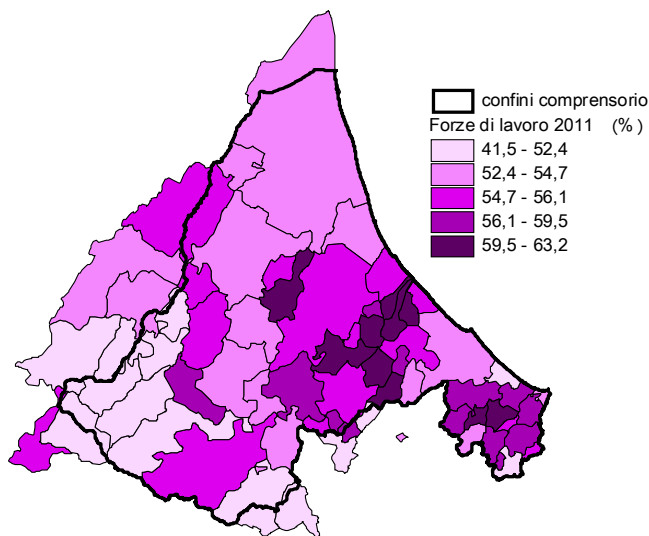 confini comprensorio
Forze di lavoro 2011 (%)
41,5 - 52,4
52,4 - 54,7
54,7 - 56,1
56,1 - 59,5
59,5 - 63,2